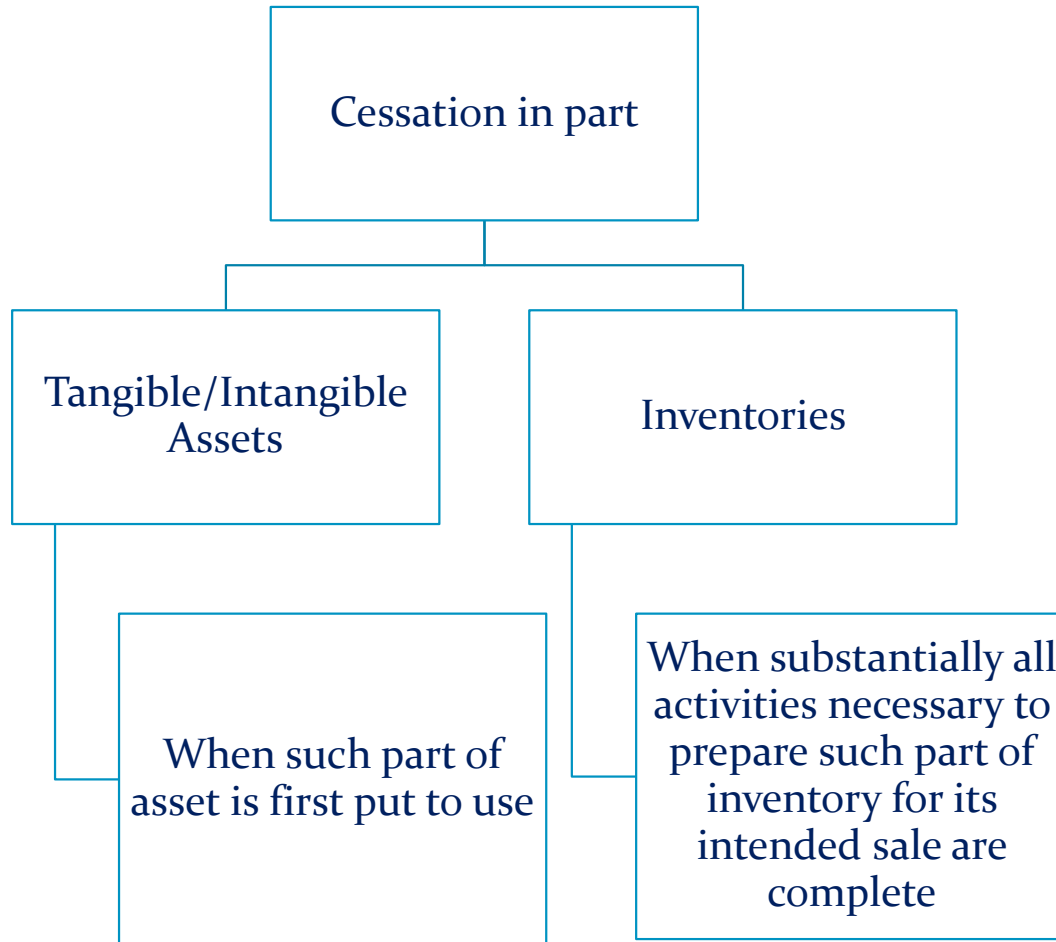 Cessation in part
Tangible/Intangible
Assets
Inventories
When such part of
asset is first put to use
When substantially all
activities necessary to
prepare such part of
inventory for its
intended sale are
complete